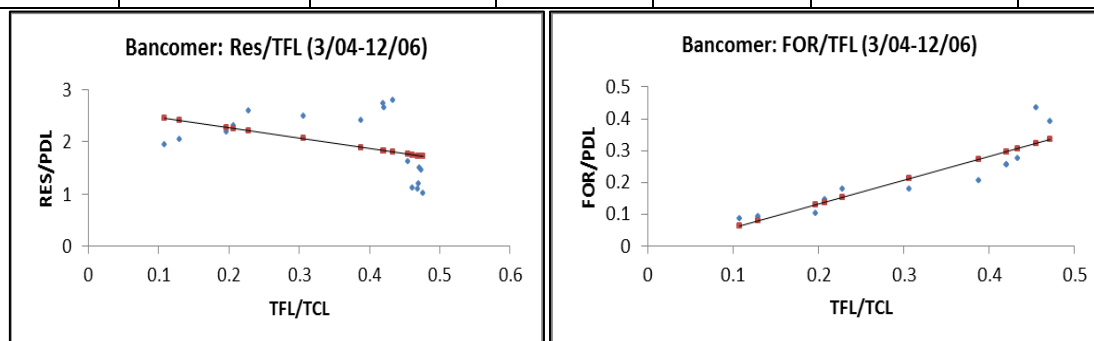 Bancomer: Res/TFL (3/04-12/06)
3
2
1
0
RES/PDL
0 0.1 0.2 0.3 0.4 0.5 0.6
TFL/TCL
Bancomer: FOR/TFL (3/04-12/06)
0.5
0.4
0.3
0.2
0.1
0
FOR/PDL
0 0.1 0.2 0.3 0.4 0.5
TFL/TCL